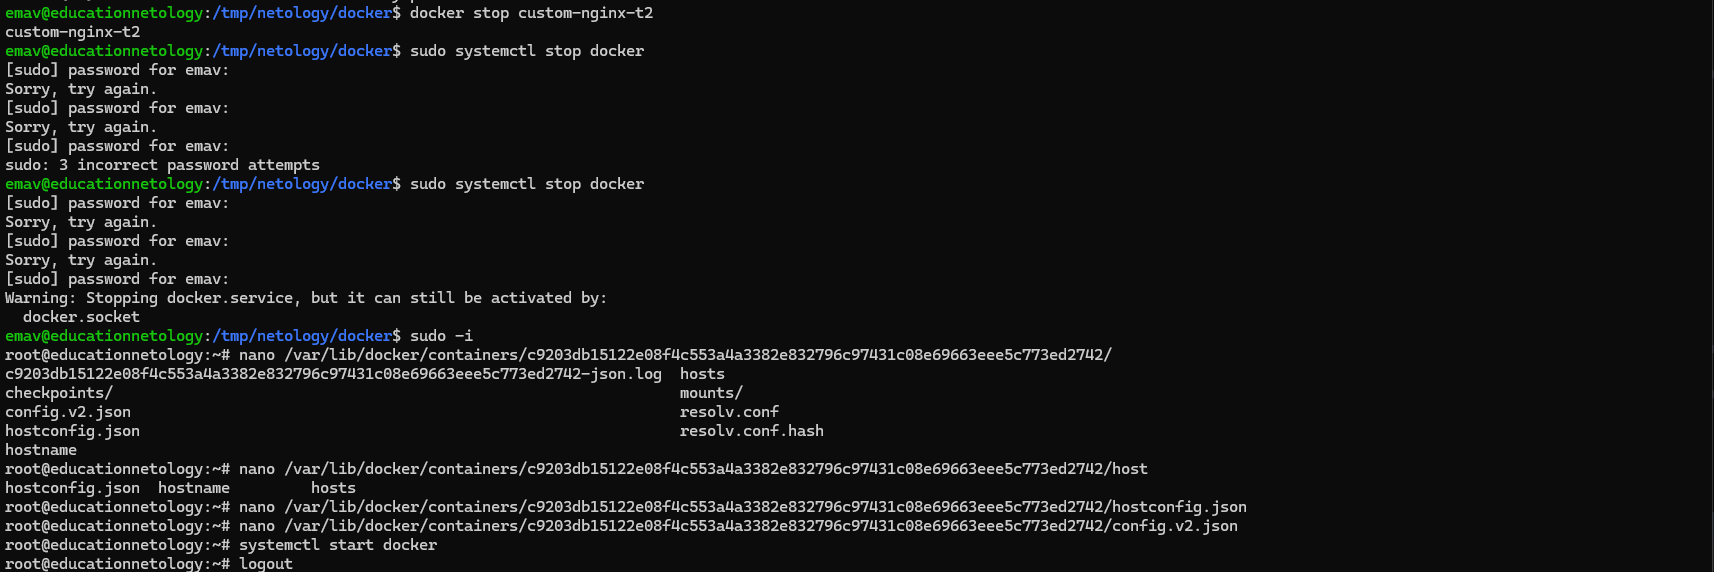 emav@educationnetology:/tmp/netology/docker$ docker stop custom-nginx-t2
custom-nginx-t2
emav@educationnetology:/tmp/netology/docker$ sudo systemctl stop docker
[sudo] password for emav:
Sorry, try again.
[sudo] password for emav:
Sorry, try again.
[sudo] password for emav:
sudo: 3 incorrect password attempts
emav@educationnetology:/tmp/netology/docker$ sudo systemctl stop docker
[sudo] password for emav:
Sorry, try again.
[sudo] password for emav:
Sorry, try again.
[sudo] password for emav:
Warning: Stopping docker.service, but it can still be activated by:
  docker.socket
emav@educationnetology:/tmp/netology/docker$ sudo -i
root@educationnetology:~# nano /var/lib/docker/containers/c9203db15122e08f4c553a4a3382e832796c97431c08e69663eee5c773ed2742/
c9203db15122e08f4c553a4a3382e832796c97431c08e69663eee5c773ed2742-json.log  hosts
checkpoints/                                                               mounts/
config.v2.json                                                             resolv.conf
hostconfig.json                                                            resolv.conf.hash
hostname
root@educationnetology:~# nano /var/lib/docker/containers/c9203db15122e08f4c553a4a3382e832796c97431c08e69663eee5c773ed2742/host
hostconfig.json  hostname         hosts
root@educationnetology:~# nano /var/lib/docker/containers/c9203db15122e08f4c553a4a3382e832796c97431c08e69663eee5c773ed2742/hostconfig.json
root@educationnetology:~# nano /var/lib/docker/containers/c9203db15122e08f4c553a4a3382e832796c97431c08e69663eee5c773ed2742/config.v2.json
root@educationnetology:~# systemctl start docker
root@educationnetology:~# logout